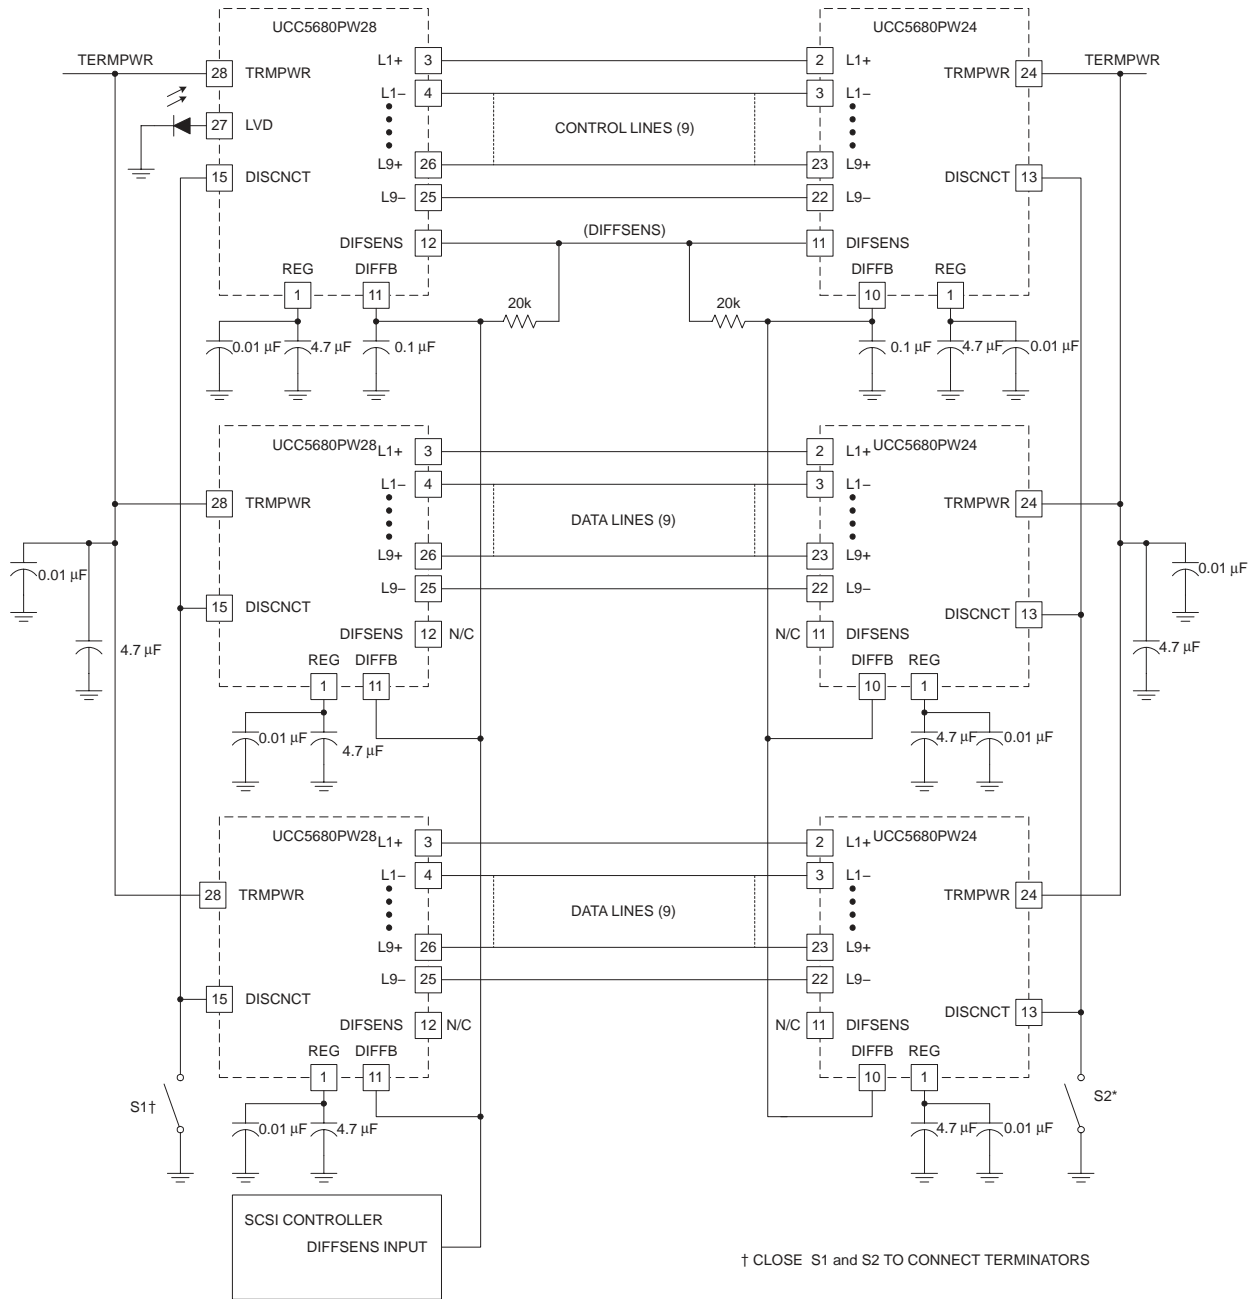 UCC5680PW28 UCC5680PW24
L1+ 3 2 L1+
TERMPWR TERMPWR
28 TRMPWR TRMPWR 24
L1– 4 3 L1–
27 LVD CONTROL LINES (9)
L9+ 26 23 L9+
15 DISCNCT DISCNCT 13
L9– 25 22 L9–
(DIFFSENS)
DIFSENS 12 11 DIFSENS
REG DIFFB DIFFB REG
1 11 10 1
20k 20k
0.01 μF 4.7 μF 0.1 μF 0.1 μF 4.7 μF 0.01 μF
UCC5680PW28 L1+ 3 2 L1+ UCC5680PW24
L1– 4 3 L1–
28 TRMPWR TRMPWR 24
DATA LINES (9)
L9+ 26 23 L9+
0.01 μF 0.01 μF
L9– 25 22 L9–
15 DISCNCT DISCNCT 13
DIFSENS 12 N/C N/C 11 DIFSENS
4.7 μF 4.7 μF
REG DIFFB DIFFB REG
1 11 10 1
0.01 μF 4.7 μF 4.7 μF 0.01 μF
UCC5680PW28 L1+ 3 2 L1+ UCC5680PW24
L1– 4 3 L1–
28 TRMPWR TRMPWR 24
DATA LINES (9)
L9+ 26 23 L9+
L9– 25 22 L9–
15 DISCNCT DISCNCT 13
DIFSENS 12 N/C N/C 11 DIFSENS
REG DIFFB DIFFB REG
1 11 10 1
S1† S2*
0.01 μF 4.7 μF 4.7 μF 0.01 μF
SCSI CONTROLLER
DIFFSENS INPUT
† CLOSE S1 and S2 TO CONNECT TERMINATORS